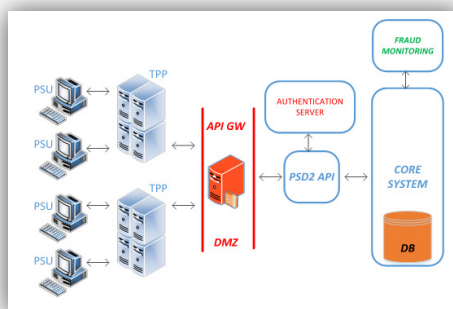 FRAUD
MONITORING
TPP
PSU
PSU
API GW
AUTHENTICATION
SERVER
PSD2 API
CORE
SYSTEM
TPP
PSU
PSU
DMZ
DB